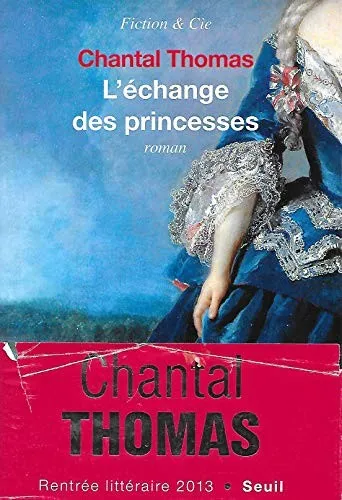 Fiction & Cie
Chantal Thomas
L'échange
des princesses
roman
Chantal
THOMAS
Rentrée littéraire 2013 • Seuil